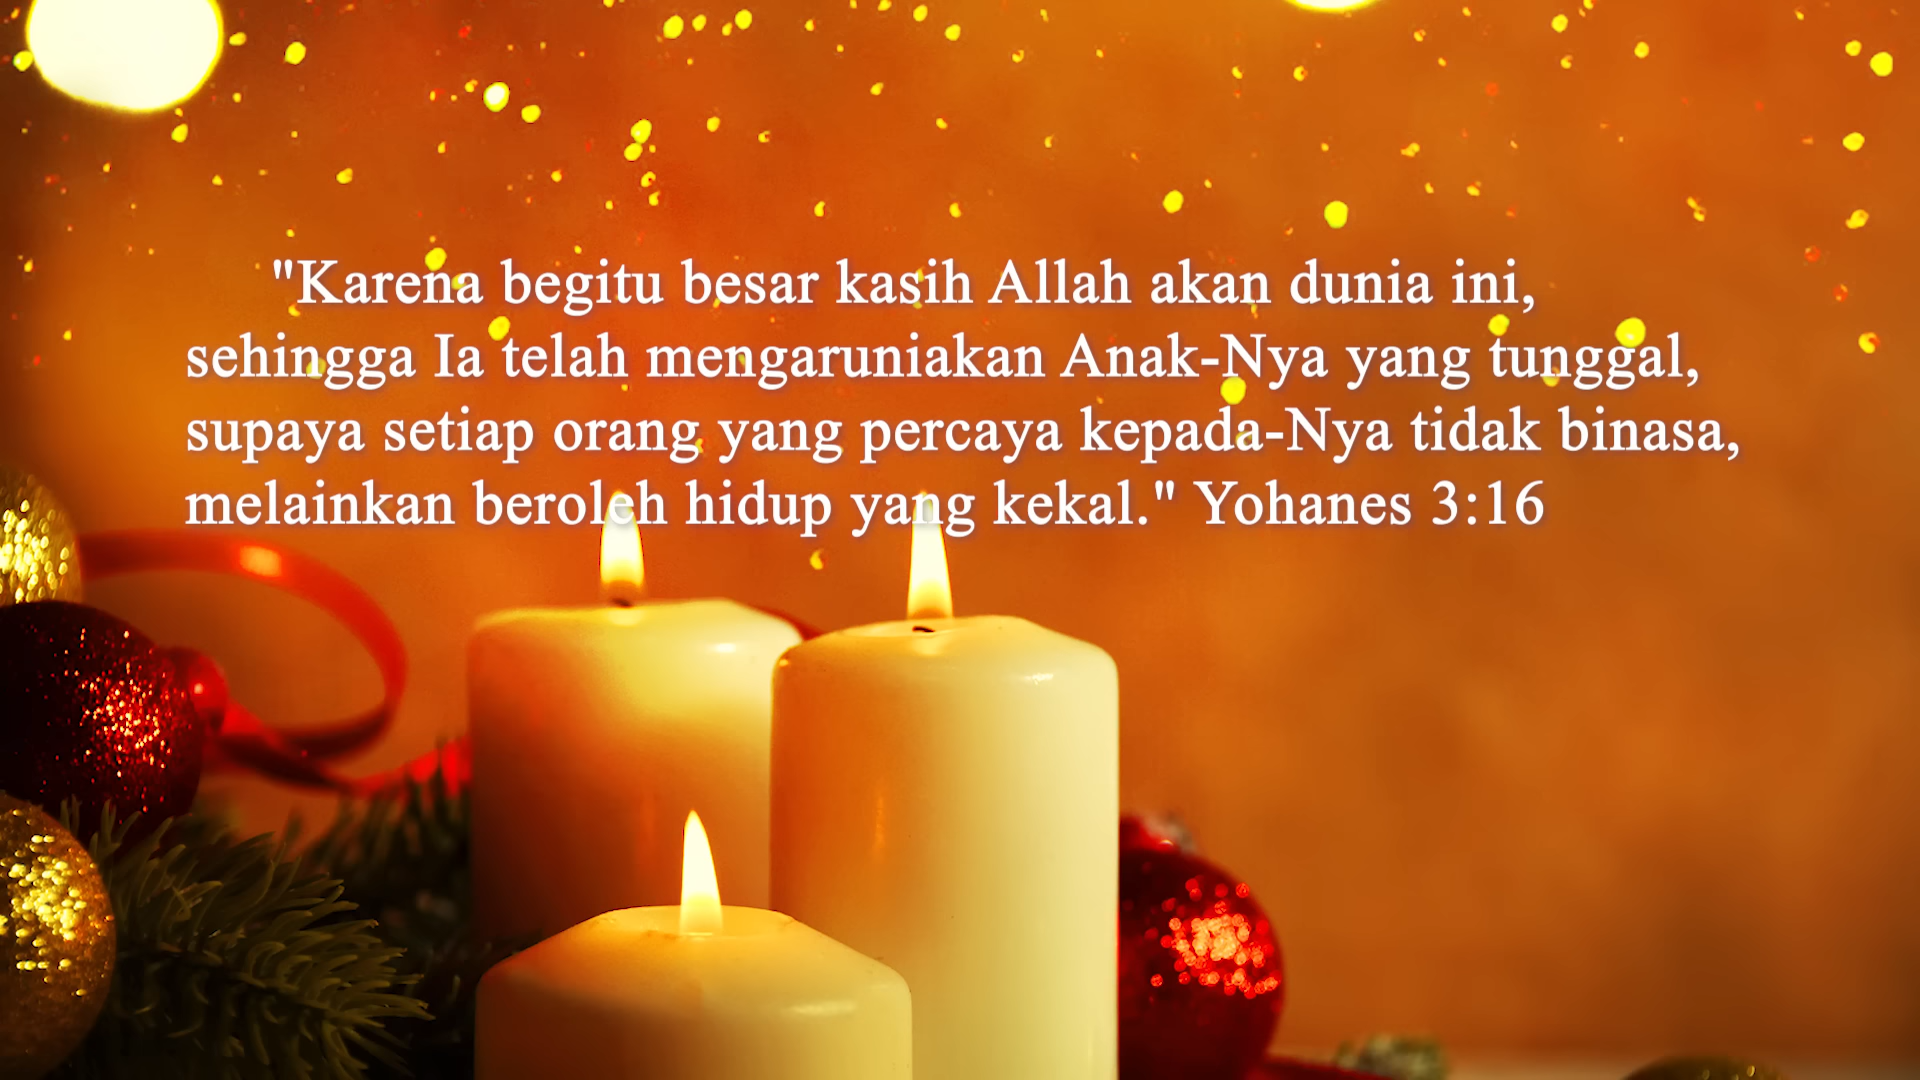 "Karena begitu besar kasih Allah akan dunia ini,
sehingga Ia telah mengaruniakan Anak-Nya yang tunggal,
supaya setiap orang yang percaya kepada-Nya tidak binasa,
melainkan beroleh hidup yang kekal." Yohanes 3:16